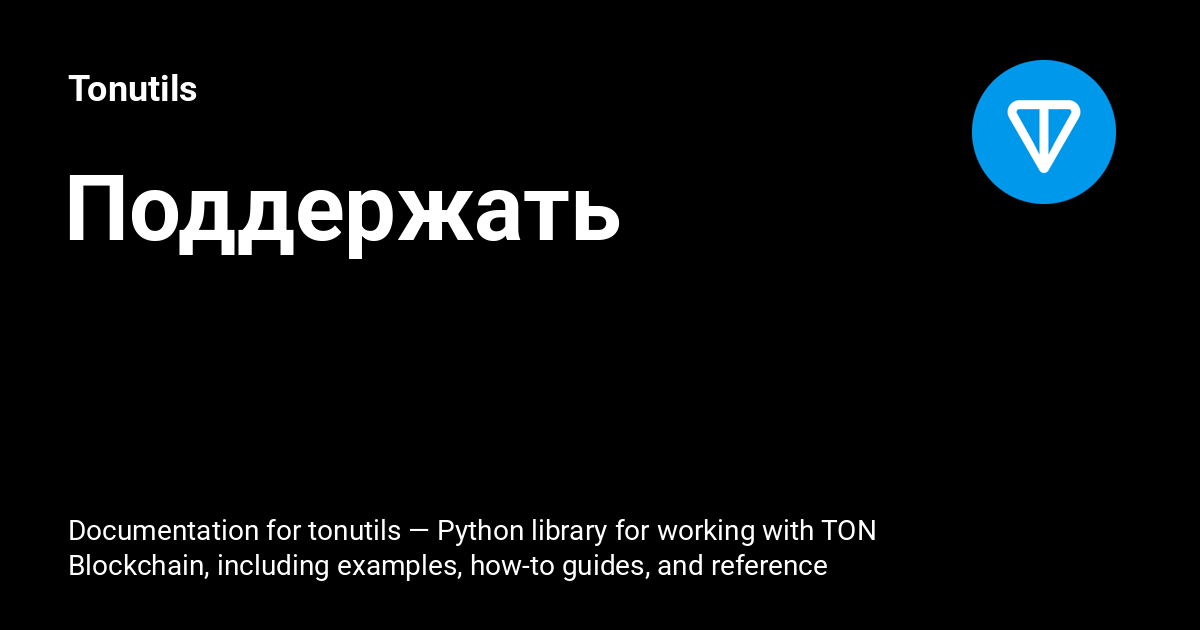 Tonutils
Поддержать
Documentation for tonutils — Python library for working with TON
Blockchain, including examples, how-to guides, and reference